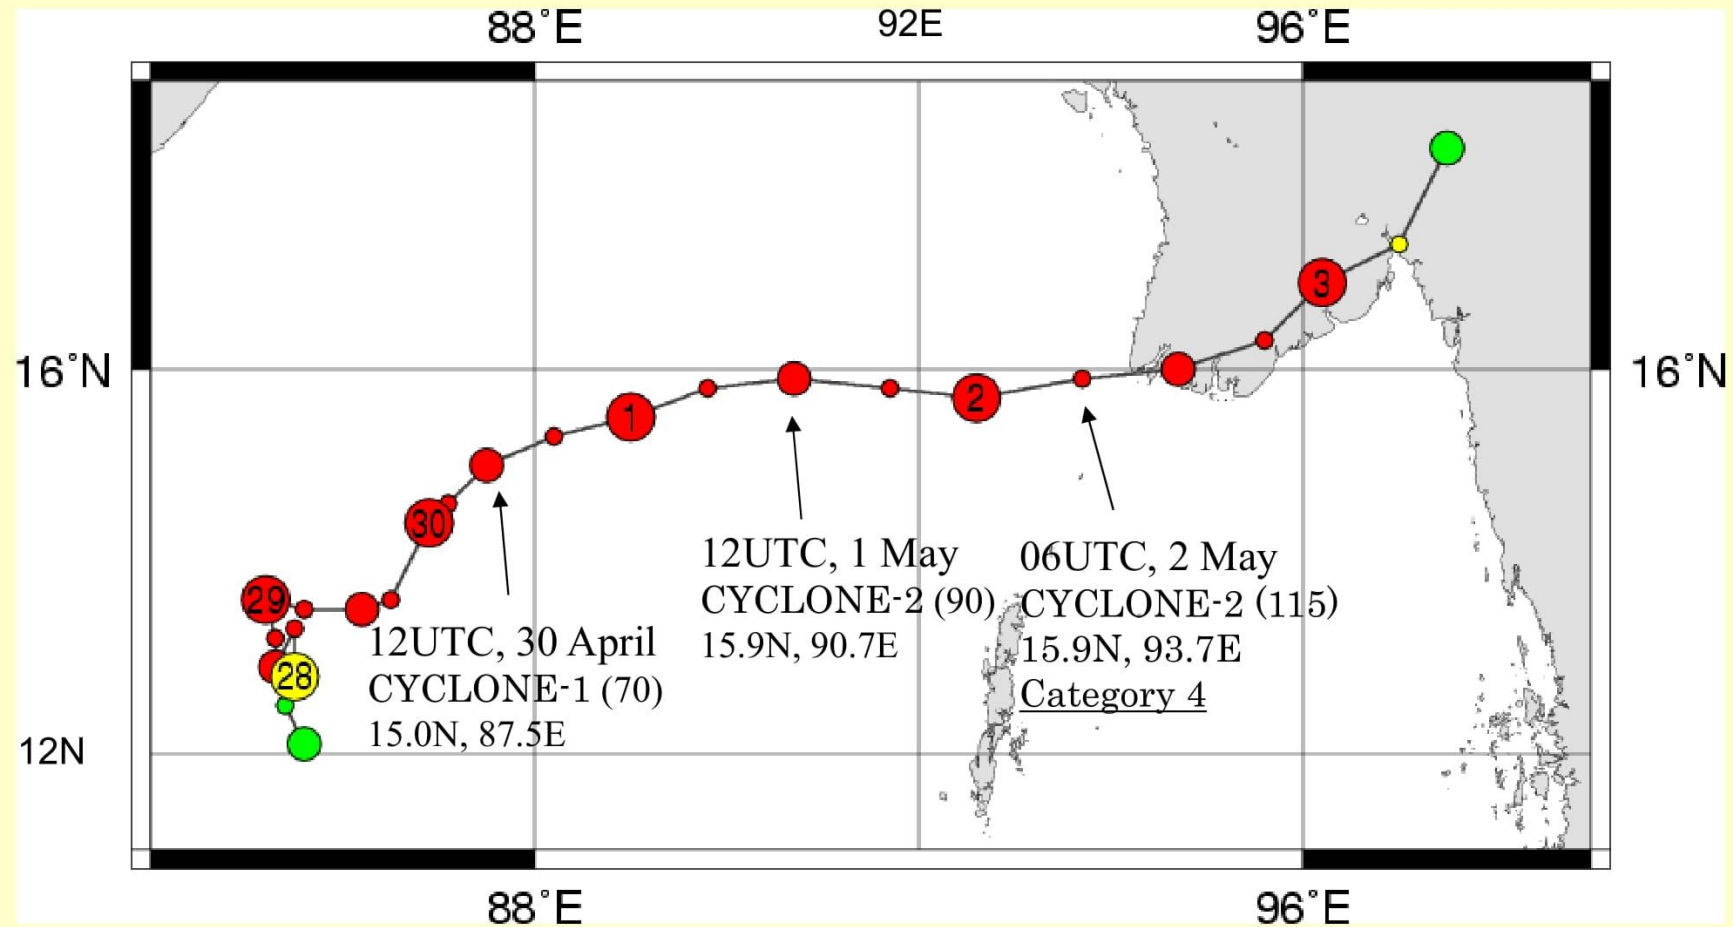 88°E
92E
96°E
3
16°N
16°N
2
1
30
29
28
12UTC, 1 May
CYCLONE-2 (90)
15.9N, 90.7E
06UTC, 2 May
CYCLONE-2 (115)
15.9N, 93.7E
Category 4
12UTC, 30 April
CYCLONE-1 (70)
15.0N, 87.5E
12N
88°E
96°E